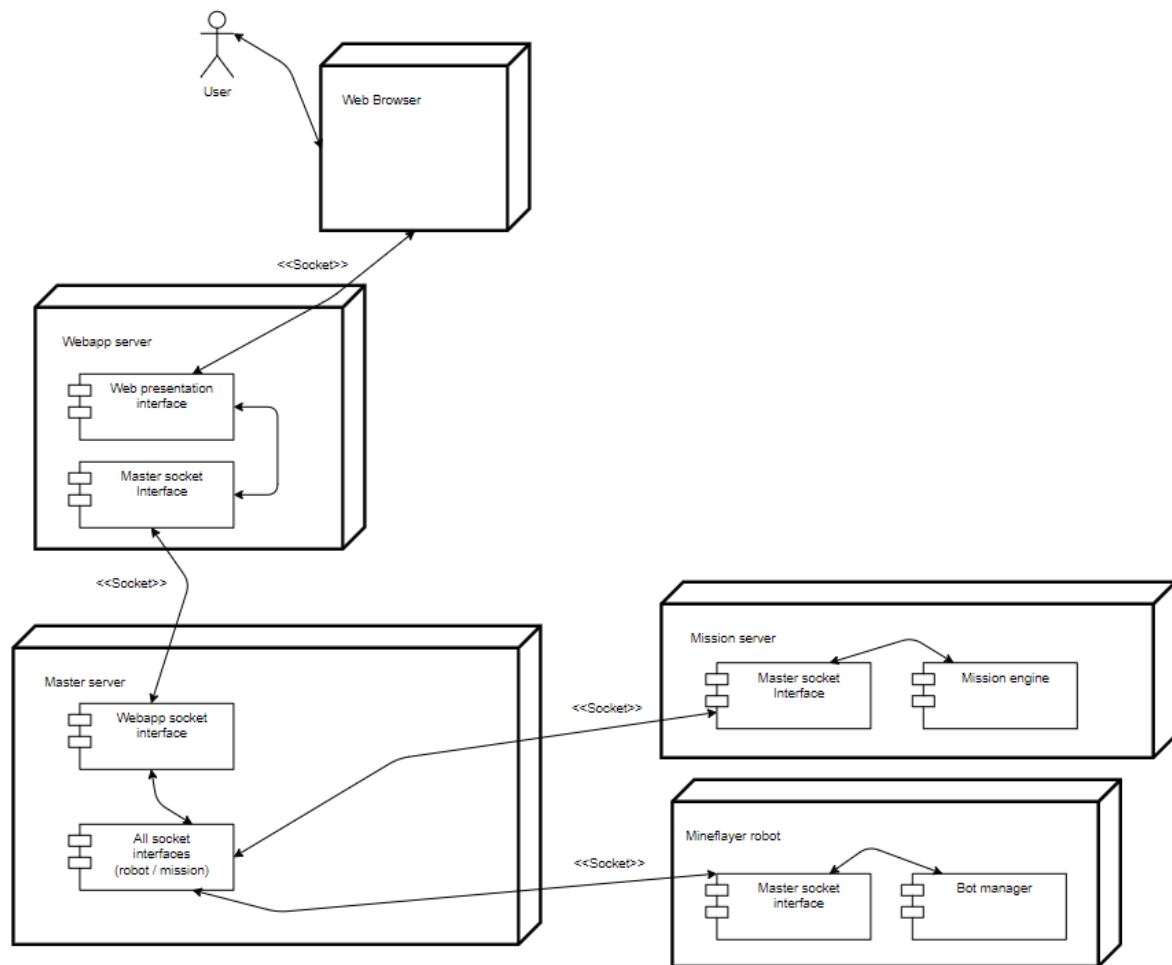 User
Web Browser
<<Socket>>
Webapp server
Web presentation
interface
Master socket
Interface
<<Socket>>
Master server
Webapp socket
interface
All socket
interfaces
(robot / mission)
<<Socket>>
Mission server
Master socket
Interface
Mission engine
<<Socket>>
Mineflayer robot
Master socket
interface
Bot manager